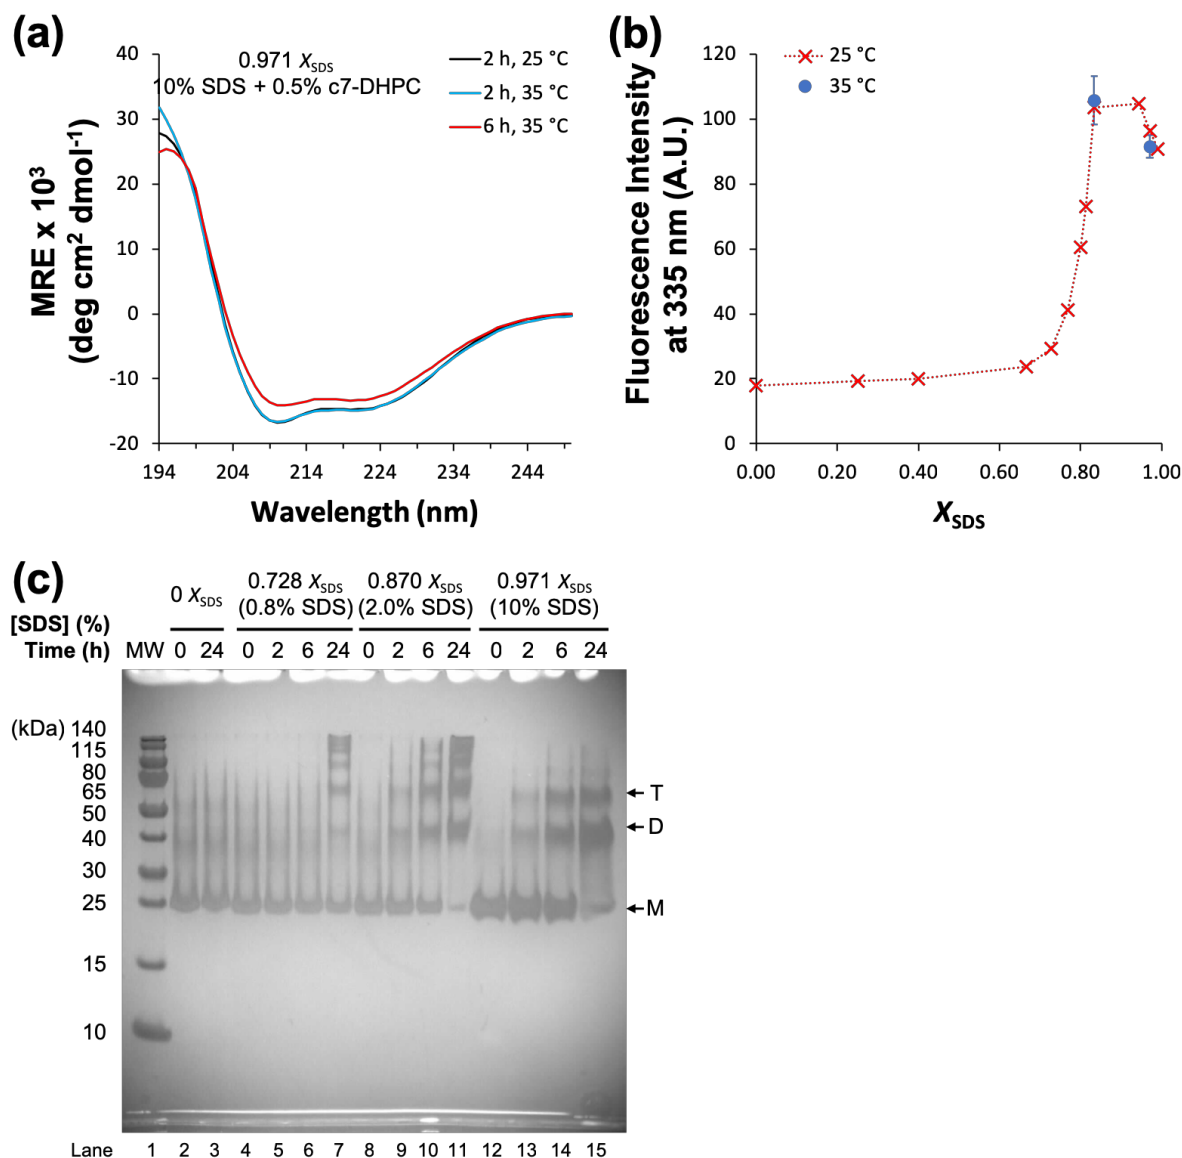 (a)
0.971 XSDS
10% SDS + 0.5% c7-DHPC
2 h, 25 °C
2 h, 35 °C
6 h, 35 °C
MRE x 10³
(deg cm² dmol⁻¹)
40
30
20
10
0
-10
-20
194 204 214 224 234 244
Wavelength (nm)
(b)
25 °C
35 °C
Fluorescence Intensity
at 335 nm (A.U.)
120
100
80
60
40
20
0
0.00 0.20 0.40 0.60 0.80 1.00
XSDS
(c)
0 XSDS
0.728 XSDS
(0.8% SDS)
0.870 XSDS
(2.0% SDS)
0.971 XSDS
(10% SDS)
[SDS] (%)
Time (h) MW 0 24 0 2 6 24 0 2 6 24 0 2 6 24
(kDa) 140
115
80
65
50
40
30
25
15
10
T
D
M
Lane 1 2 3 4 5 6 7 8 9 10 11 12 13 14 15